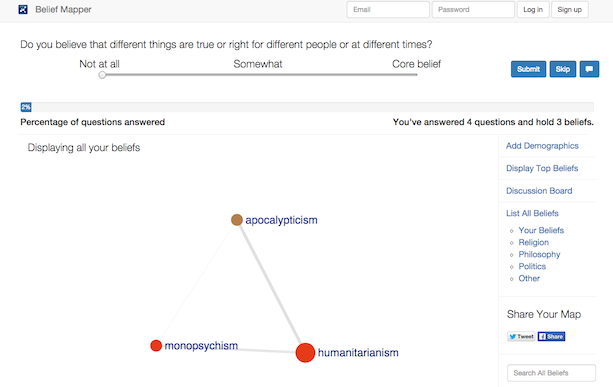 Belief Mapper
Email
Password
Log in
Sign up
Do you believe that different things are true or right for different people or at different times?
Not at all
Somewhat
Core belief
Submit
Skip
2%
Percentage of questions answered
You've answered 4 questions and hold 3 beliefs.
Displaying all your beliefs
Add Demographics
Display Top Beliefs
Discussion Board
List All Beliefs
Your Beliefs
Religion
Philosophy
Politics
Other
apocalypticism
monopsychism
humanitarianism
Share Your Map
Tweet
f Share
Search All Beliefs